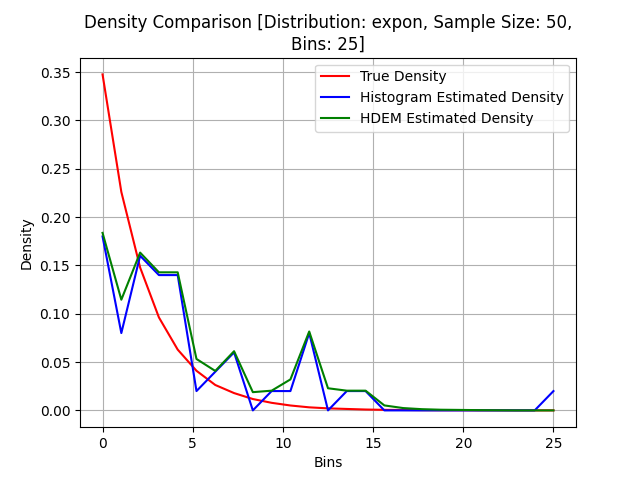 Density Comparison [Distribution: expon, Sample Size: 50,
Bins: 25]
True Density
Histogram Estimated Density
HDEM Estimated Density
Density
0.35
0.30
0.25
0.20
0.15
0.10
0.05
0.00
0 5 10 15 20 25
Bins